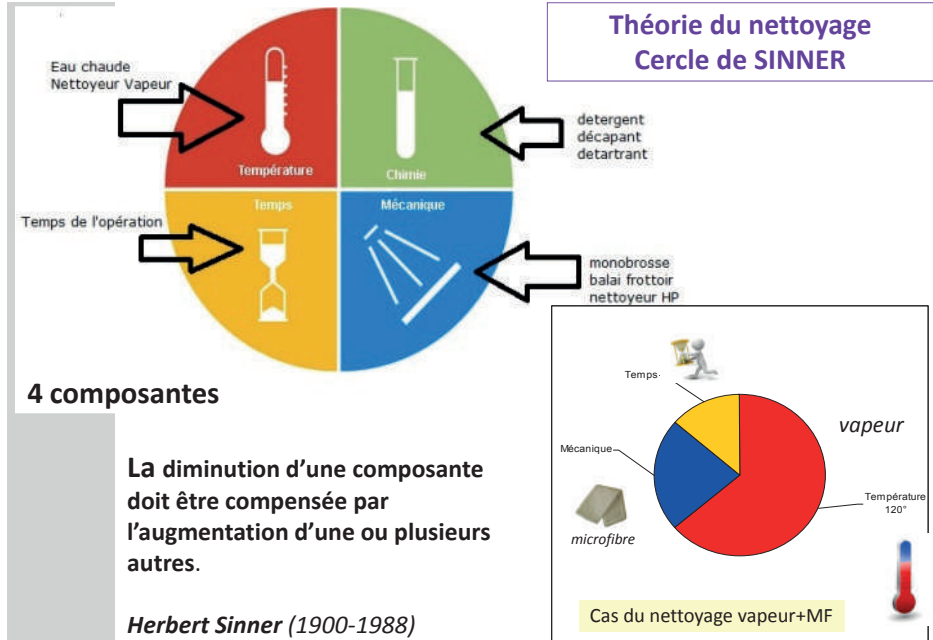 Théorie du nettoyage
Cercle de SINNER
Eau chaude
Nettoyeur Vapeur
detergent
décapant
detartrant
Température
Chimie
Temps
Mécanique
Temps de l'opération
monobrosse
balai frottoir
nettoyeur HP
4 composantes
La diminution d'une composante
doit être compensée par
l'augmentation d'une ou plusieurs
autres.
Herbert Sinner (1900-1988)
Temps
vapeur
Mécanique
Température
120°
microfibre
Cas du nettoyage vapeur+MF